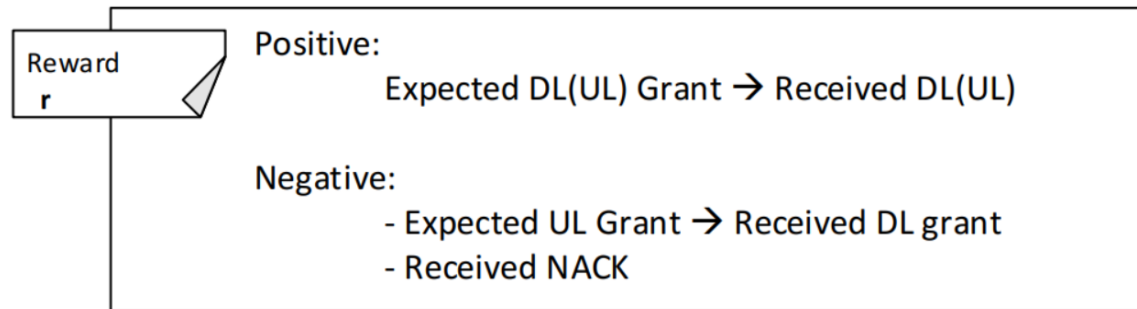 Reward
r
Positive:
Expected DL(UL) Grant → Received DL(UL)
Negative:
- Expected UL Grant → Received DL grant
- Received NACK